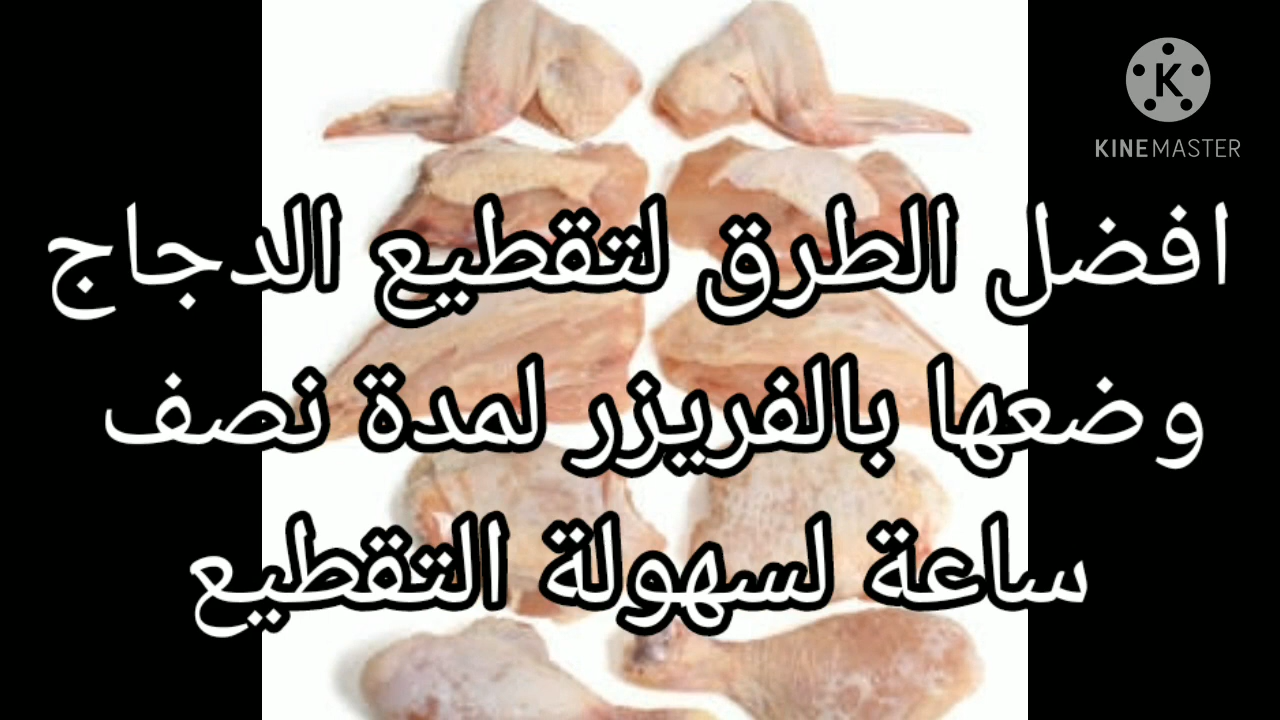 KINEMASTER
افضل الطرق لتقطيع الدجاج
وضعها بالفريزر لمدة نصف
ساعة لسهولة التقطيع